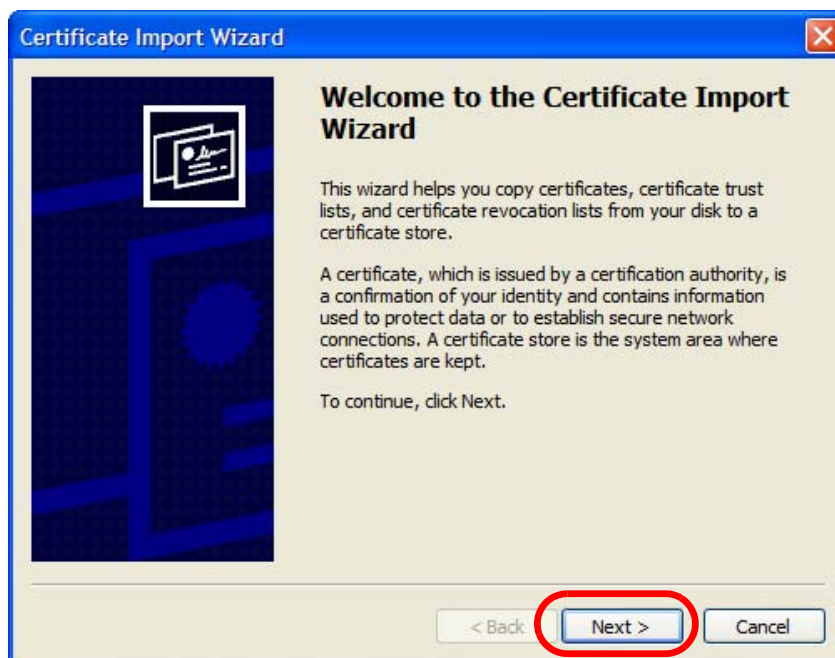 Certificate Import Wizard
Welcome to the Certificate Import
Wizard
This wizard helps you copy certificates, certificate trust
lists, and certificate revocation lists from your disk to a
certificate store.
A certificate, which is issued by a certification authority, is
a confirmation of your identity and contains information
used to protect data or to establish secure network
connections. A certificate store is the system area where
certificates are kept.
To continue, click Next.
< Back Next > Cancel